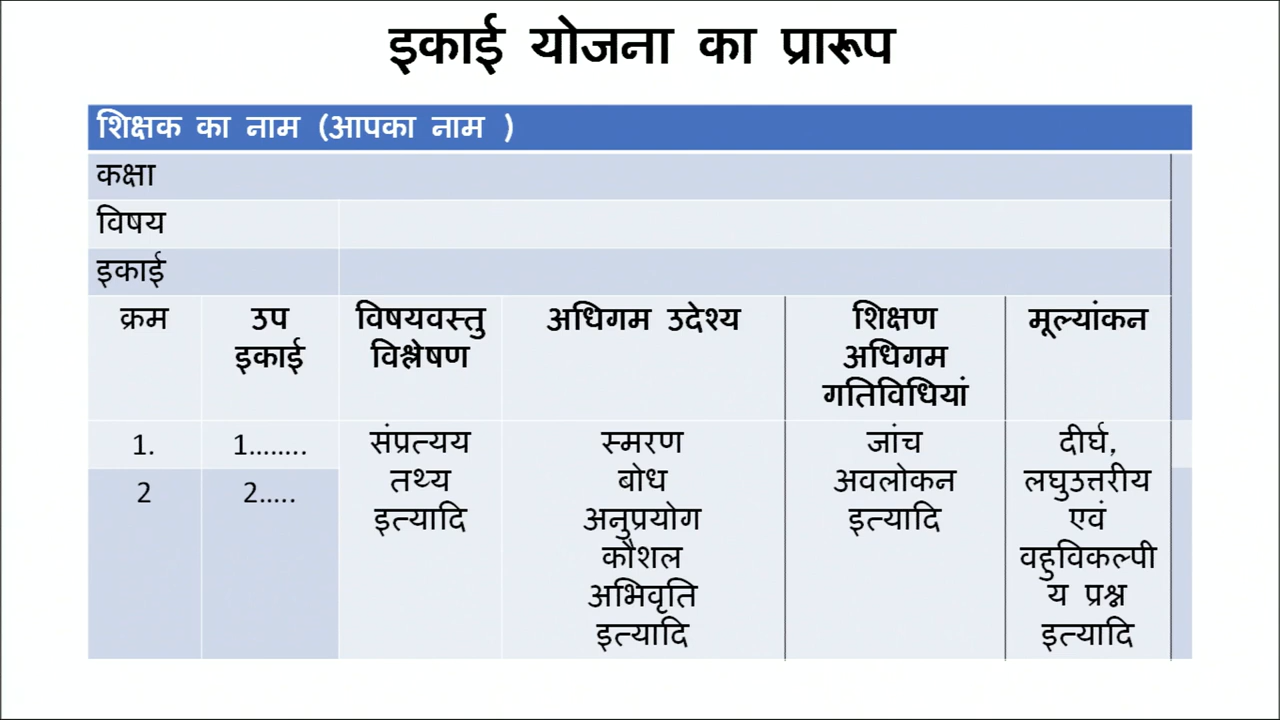 इकाई योजना का प्रारूप
शिक्षक का नाम (आपका नाम )
कक्षा
विषय
इकाई
क्रम
उप
इकाई
विषयवस्तु
विश्लेषण
अधिगम उदेश्य
शिक्षण
अधिगम
गतिविधियां
मूल्यांकन
1.
1........
संप्रत्यय
तथ्य
इत्यादि
स्मरण
बोध
अनुप्रयोग
कौशल
अभिवृति
इत्यादि
जांच
अवलोकन
इत्यादि
दीर्घ,
लघुउत्तरीय
एवं
वहुविकल्पी
य प्रश्न
इत्यादि
2
2.....